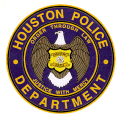 HOUSTON POLICE
ORDER THROUGH LAW
JUSTICE WITH MERCY
DEPARTMENT